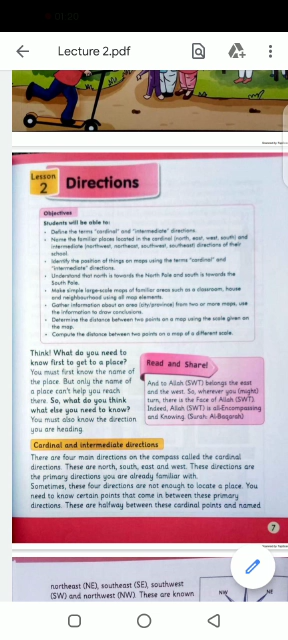 01:20
Lecture 2.pdf
Lesson
2
Directions
Objectives
Students will be able to:
• Define the terms "cardinal" and "intermediate" directions.
• Name the familiar places located in the cardinal (north, east, west, south) and
intermediate (northwest, northeast, southwest, southeast) directions of their
school.
• Identify the position of things on maps using the terms "cardinal" and
"intermediate" directions.
• Understand that north is towards the North Pole and south is towards the
South Pole.
• Make simple large-scale maps of familiar areas such as a classroom, house
and neighbourhood using all map elements.
• Gather information about an area (city/province) from two or more maps, use
the information to draw conclusions.
• Determine the distance between two points on a map using the scale given on
the map.
• Compute the distance between two points on a map of a different scale.
Think! What do you need to
know first to get to a place?
You must first know the name of
the place. But only the name of
a place can't help you reach
there. So, what do you think
what else you need to know?
You must also know the direction
you are heading.
Read and Share!
And to Allah (SWT) belongs the east
and the west. So, wherever you (might)
turn, there is the Face of Allah (SWT).
Indeed, Allah (SWT) is all-Encompassing
and Knowing. (Surah: Al-Baqarah)
Cardinal and intermediate directions
There are four main directions on the compass called the cardinal
directions. These are north, south, east and west. These directions are
the primary directions you are already familiar with.
Sometimes, these four directions are not enough to locate a place. You
need to know certain points that come in between these primary
directions. These are halfway between these cardinal points and named
7
northeast (NE), southeast (SE), southwest
(SW) and northwest (NW). These are known
NW
NE